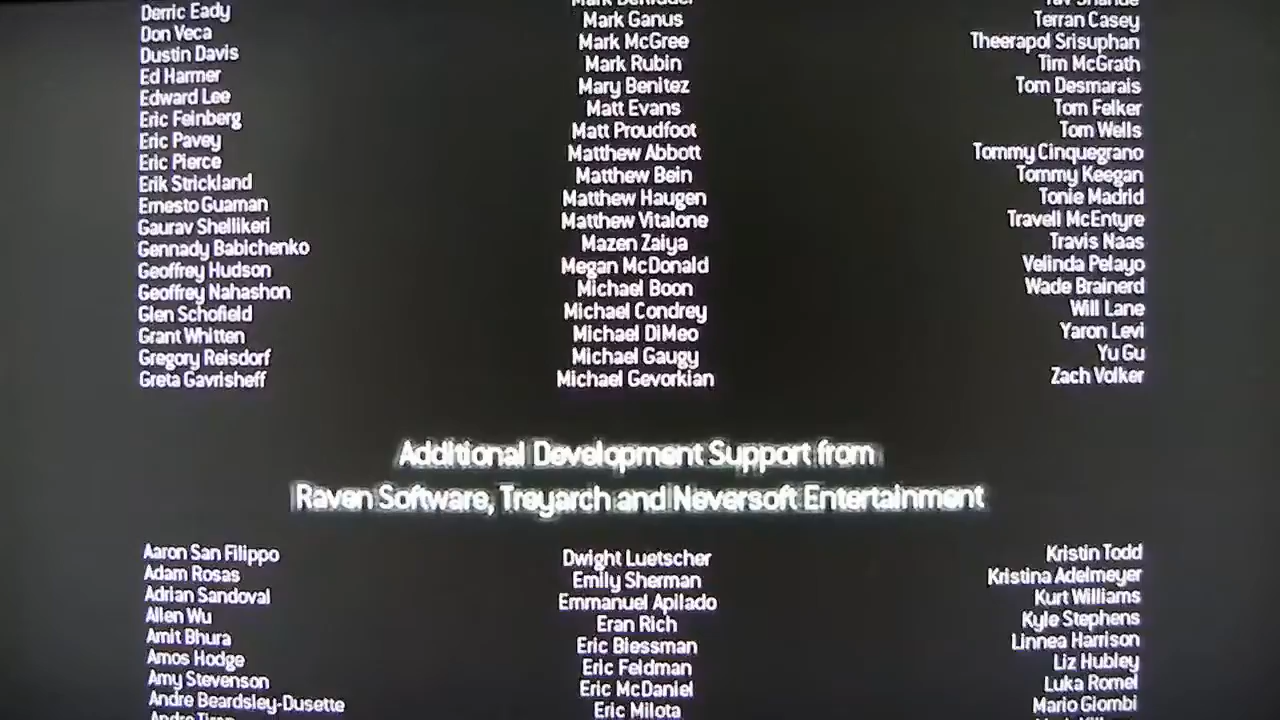 Derric Eady
Don Veca
Dustin Davis
Ed Harmer
Edward Lee
Eric Feinberg
Eric Pavey
Eric Pierce
Erik Strickland
Ernesto Guaman
Gaurav Shellikeri
Gennady Babichenko
Geoffrey Hudson
Geoffrey Nahashon
Glen Schofield
Grant Whitten
Gregory Reisdorf
Greta Gavrisheff
Mark Ganus
Mark McGree
Mark Rubin
Mary Benitez
Matt Evans
Matt Proudfoot
Matthew Abbott
Matthew Bein
Matthew Haugen
Matthew Vitalone
Mazen Zaiya
Megan McDonald
Michael Boon
Michael Condrey
Michael DiMeo
Michael Gaugy
Michael Gevorkian
Terran Casey
Theerapol Srisuphan
Tim McGrath
Tom Desmarais
Tom Felker
Tom Wells
Tommy Cinquegrano
Tommy Keegan
Tonie Madrid
Travell McEntyre
Travis Naas
Velinda Pelayo
Wade Brainerd
Will Lane
Yaron Levi
Yu Gu
Zach Volker
Additional Development Support from
Raven Software, Treyarch and Neversoft Entertainment
Aaron San Filippo
Adam Rosas
Adrian Sandoval
Allen Wu
Amit Bhura
Amos Hodge
Amy Stevenson
Andre Beardsley-Dusette
Dwight Luetscher
Emily Sherman
Emmanuel Apilado
Eran Rich
Eric Biessman
Eric Feldman
Eric McDaniel
Eric Milota
Kristin Todd
Kristina Adelmeyer
Kurt Williams
Kyle Stephens
Linnea Harrison
Liz Hubley
Luka Romel
Mario Giombi